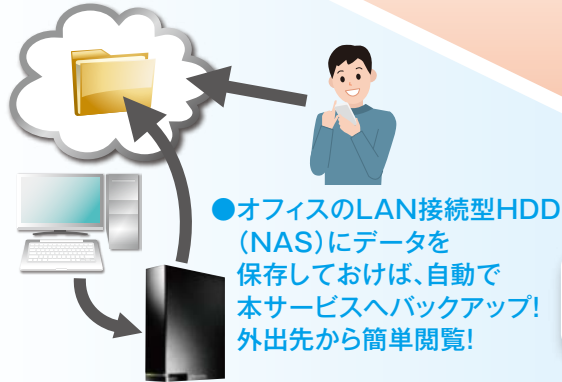 ●オフィスのLAN接続型HDD
(NAS)にデータを
保存しておけば、自動で
本サービスへバックアップ!
外出先から簡単閲覧!